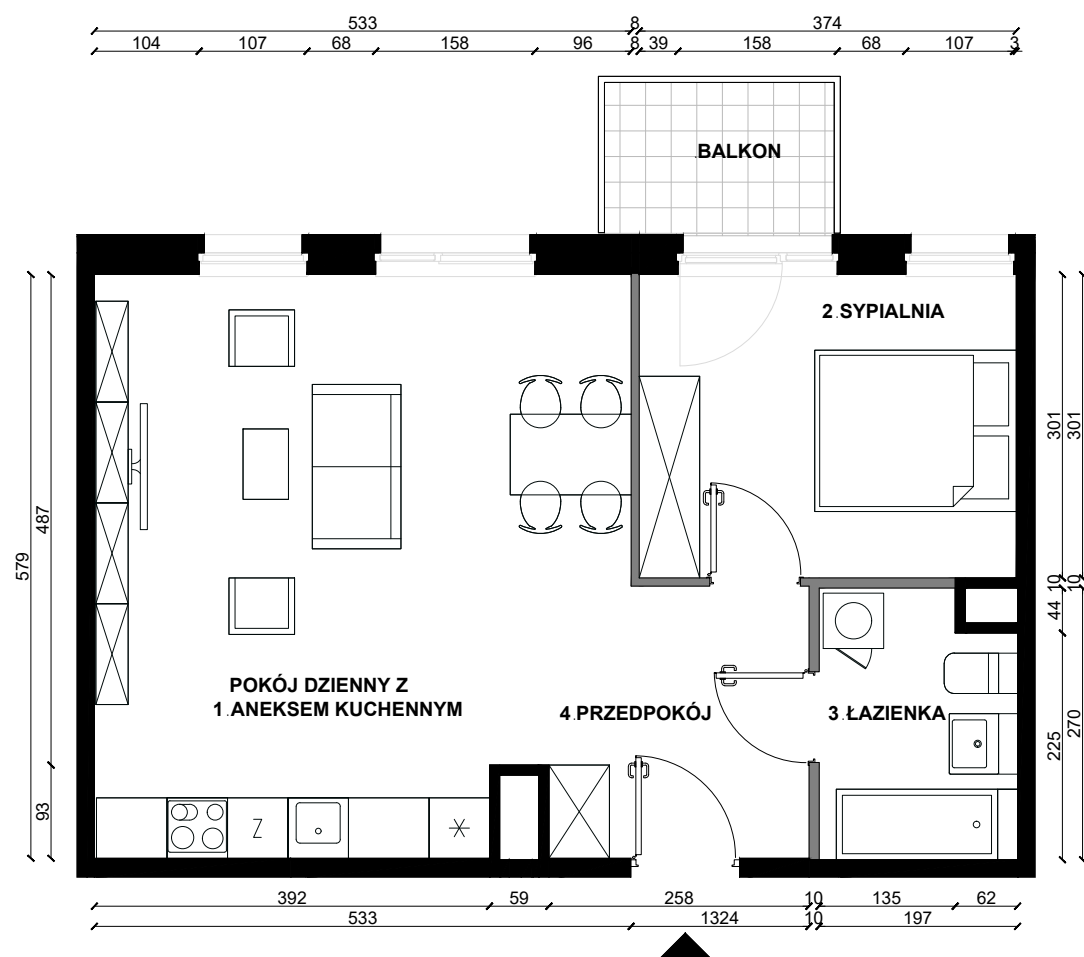 533 8 374
104 107 68 158 96 8 39 158 68 107 3
BALKON
2.SYPIALNIA
301 301
487
579
10 10
44
POKÓJ DZIENNY Z
1.ANEKSEM KUCHENNYM
4.PRZEDPOKÓJ
3.ŁAZIENKA
225
270
93
Z
392 59 258 10 135 62
533 1324 10 197